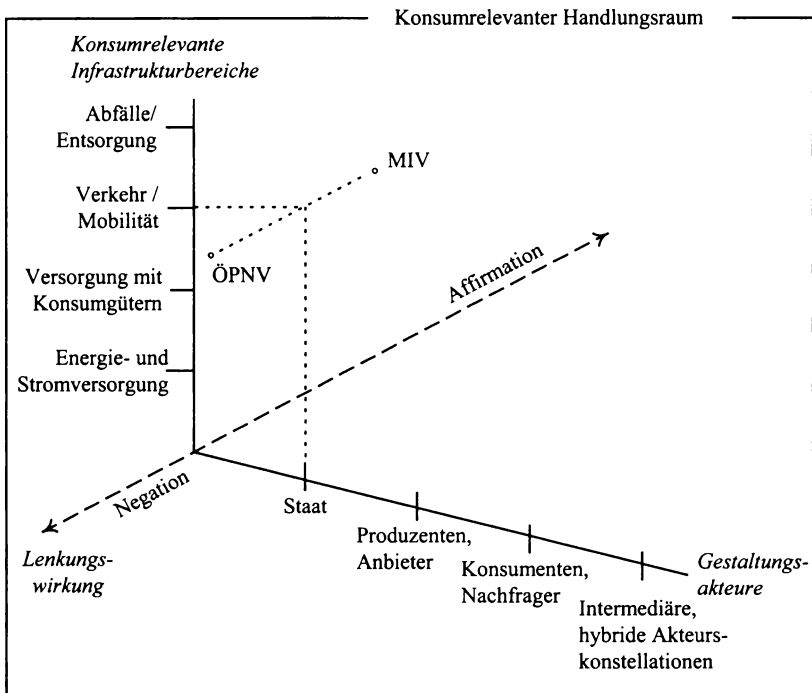 Konsumrelevanter Handlungsraum
Konsumrelevante
Infrastrukturbereiche
Abfälle/
Entsorgung
MIV
Verkehr /
Mobilität
ÖPNV
Versorgung mit
Konsumgütern
Affirmation
Energie- und
Stromversorgung
Negation
Staat
Lenkungs-
wirkung
Produzenten,
Anbieter
Konsumenten,
Nachfrager
Gestaltungs-
akteure
Intermediäre,
hybride Akteurs-
konstellationen